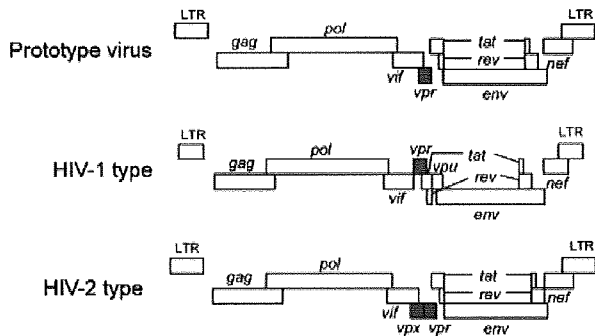 LTR LTR
Prototype virus gag pol tat
rev
vif vpr env nef
LTR LTR
HIV-1 type gag pol vpr vpu tat
rev
vif env nef
LTR LTR
HIV-2 type gag pol tat
rev
vif env nef
vpx vpr